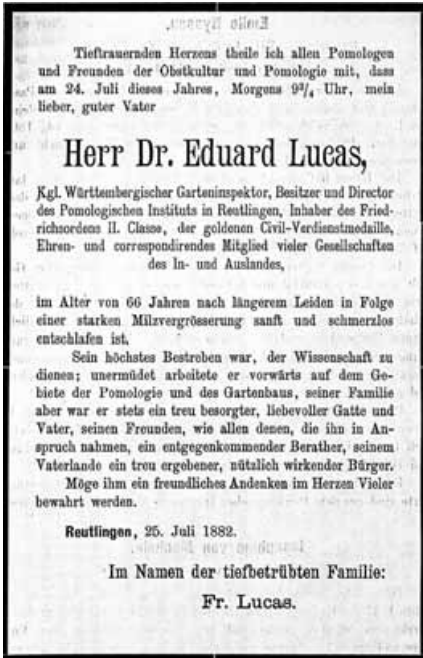 Tieftrauernden Herzens theile ich allen Pomologen
und Freunden der Obstkultur und Pomologie mit, dass
am 24. Juli dieses Jahres, Morgens 9³/₄ Uhr, mein
lieber, guter Vater
Herr Dr. Eduard Lucas,
Kgl. Württembergischer Garteninspektor, Besitzer und Director
des Pomologischen Instituts in Reutlingen, Inhaber des Fried-
richsordens II. Classe, der goldenen Civil-Verdienstmedaille,
Ehren- und correspondirendes Mitglied vieler Gesellschaften
des In- und Auslandes,
im Alter von 66 Jahren nach längerem Leiden in Folge
einer starken Milzvergrösserung sanft und schmerzlos
entschlafen ist.
Sein höchstes Bestreben war, der Wissenschaft zu
dienen; unermüdet arbeitete er vorwärts auf dem Ge-
biete der Pomologie und des Gartenbaus, seiner Familie
aber war er stets ein treu besorgter, liebevoller Gatte und
Vater, seinen Freunden, wie allen denen, die ihn in An-
spruch nahmen, ein entgegenkommender Berather, seinem
Vaterlande ein treu ergebener, nützlich wirkender Bürger.
Möge ihm ein freundliches Andenken im Herzen Vieler
bewahrt werden.
Reutlingen, 25. Juli 1882.
Im Namen der tiefbetrübten Familie:
Fr. Lucas.